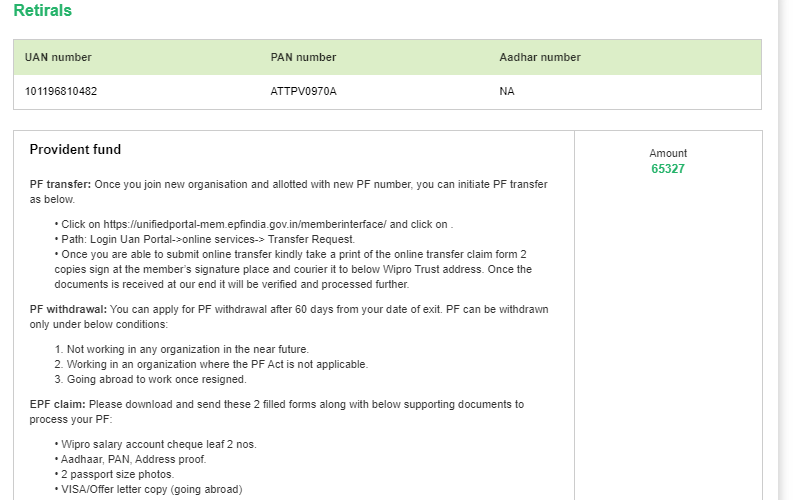 Retirals
UAN number PAN number Aadhar number
101196810482 ATTPV0970A NA
Provident fund
Amount
65327
PF transfer: Once you join new organisation and allotted with new PF number, you can initiate PF transfer
as below.
• Click on https://unifiedportal-mem.epfindia.gov.in/memberinterface/ and click on .
• Path: Login Uan Portal->online services-> Transfer Request.
• Once you are able to submit online transfer kindly take a print of the online transfer claim form 2
copies sign at the member's signature place and courier it to below Wipro Trust address. Once the
documents is received at our end it will be verified and processed further.
PF withdrawal: You can apply for PF withdrawal after 60 days from your date of exit. PF can be withdrawn
only under below conditions:
1. Not working in any organization in the near future.
2. Working in an organization where the PF Act is not applicable.
3. Going abroad to work once resigned.
EPF claim: Please download and send these 2 filled forms along with below supporting documents to
process your PF:
• Wipro salary account cheque leaf 2 nos.
• Aadhaar, PAN, Address proof.
• 2 passport size photos.
• VISA/Offer letter copy (going abroad)